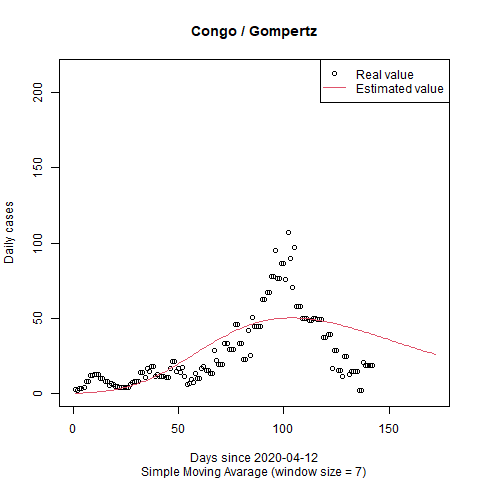 Congo / Gompertz
Real value
Estimated value
Daily cases
0
50
100
150
200
0
50
100
150
Days since 2020-04-12
Simple Moving Avarage (window size = 7)